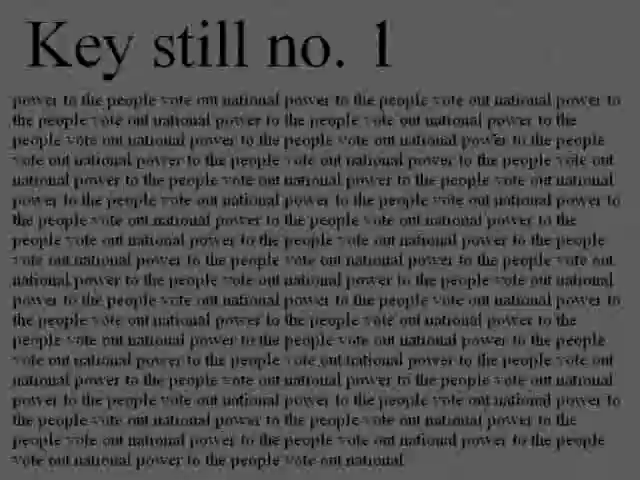 Key still no. 1
power to the people vote out national power to the people vote out national power to
the people vote out national power to the people vote out national power to the
people vote out national power to the people vote out national power to the people
vote out national power to the people vote out national power to the people vote out
national power to the people vote out national power to the people vote out national
power to the people vote out national power to the people vote out national power to
the people vote out national power to the people vote out national power to the
people vote out national power to the people vote out national power to the people
vote out national power to the people vote out national power to the people vote out
national power to the people vote out national power to the people vote out national
power to the people vote out national power to the people vote out national power to
the people vote out national power to the people vote out national power to the
people vote out national power to the people vote out national power to the people
vote out national power to the people vote out national power to the people vote out
national power to the people vote out national power to the people vote out national
power to the people vote out national power to the people vote out national power to
the people vote out national power to the people vote out national power to the
people vote out national power to the people vote out national power to the people
vote out national power to the people vote out national